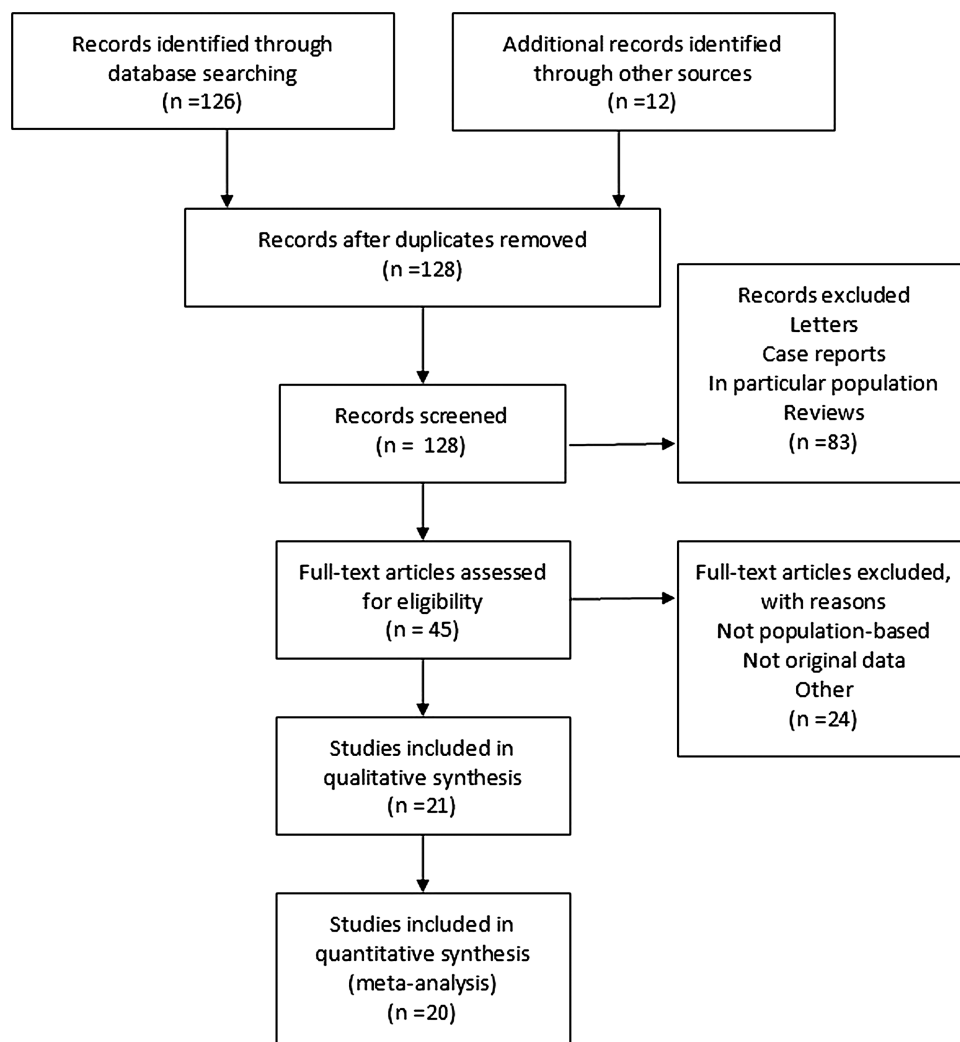 Records identified through
database searching
(n =126)
Additional records identified
through other sources
(n =12)
Records after duplicates removed
(n =128)
Records screened
(n = 128)
Records excluded
Letters
Case reports
In particular population
Reviews
(n =83)
Full-text articles assessed
for eligibility
(n = 45)
Full-text articles excluded,
with reasons
Not population-based
Not original data
Other
(n =24)
Studies included in
qualitative synthesis
(n =21)
Studies included in
quantitative synthesis
(meta-analysis)
(n =20)